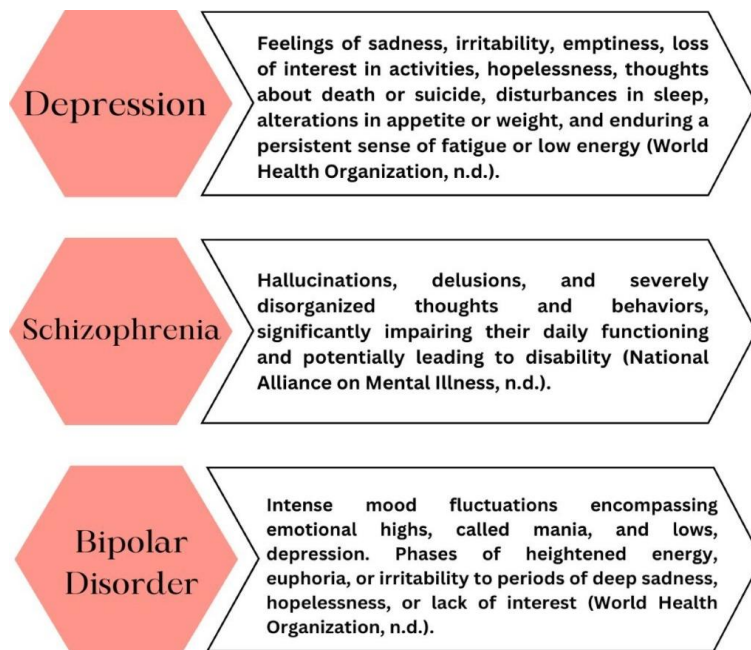 Depression
Feelings of sadness, irritability, emptiness, loss
of interest in activities, hopelessness, thoughts
about death or suicide, disturbances in sleep,
alterations in appetite or weight, and enduring a
persistent sense of fatigue or low energy (World
Health Organization, n.d.).
Schizophrenia
Hallucinations, delusions, and severely
disorganized thoughts and behaviors,
significantly impairing their daily functioning
and potentially leading to disability (National
Alliance on Mental Illness, n.d.).
Bipolar
Disorder
Intense mood fluctuations encompassing
emotional highs, called mania, and lows,
depression. Phases of heightened energy,
euphoria, or irritability to periods of deep sadness,
hopelessness, or lack of interest (World Health
Organization, n.d.).